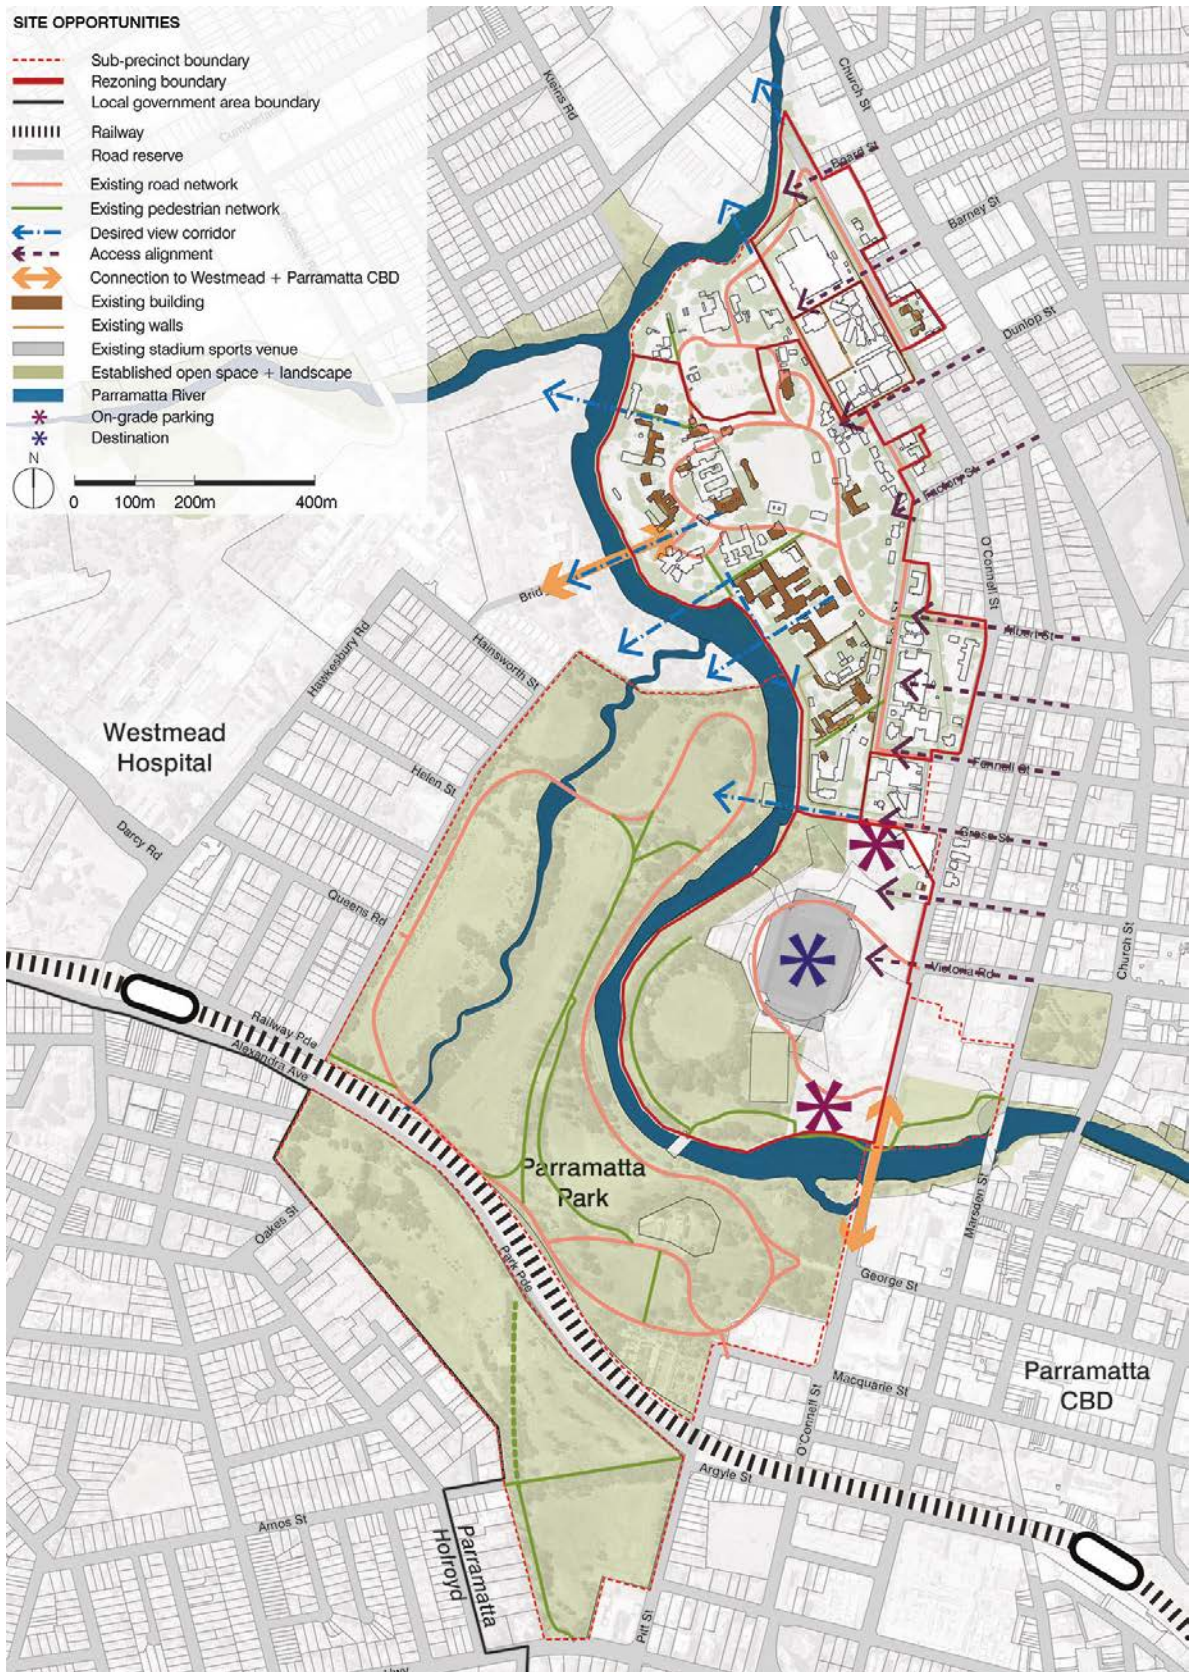 SITE OPPORTUNITIES
Sub-precinct boundary
Rezoning boundary
Local government area boundary
Railway
Road reserve
Existing road network
Existing pedestrian network
Desired view corridor
Access alignment
Connection to Westmead + Parramatta CBD
Existing building
Existing walls
Existing stadium sports venue
Established open space + landscape
Parramatta River
On-grade parking
Destination
N
0 100m 200m 400m
Kleins Rd
Church St
Board St
Barney St
Dunlop St
Factory St
O'Connell St
Albert St
Fennell St
Grose St
Victoria Rd
Church St
Hawkesbury Rd
Hainsworth St
Helen St
Queens Rd
Darcy Rd
Westmead
Hospital
Railway Pde
Alexandra Ave
Parramatta
Park
Park Pde
Oakes St
Marsden St
George St
Macquarie St
O'Connell St
Parramatta
CBD
Argyle St
Amos St
Parramatta
Holroyd
Pitt St
Hwy